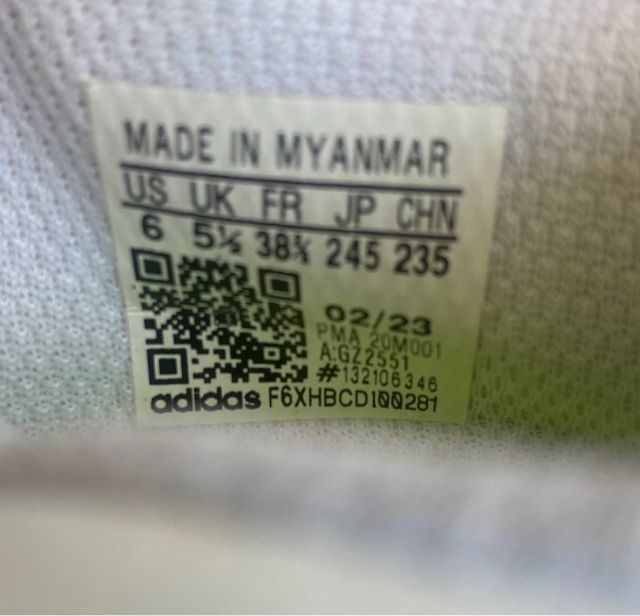 MADE IN MYANMAR
US UK FR JP CHN
6 5½ 38⅔ 245 235
02/23
PMA 20M001
A:GZ2551
#132106346
adidas F6XHBCD100281